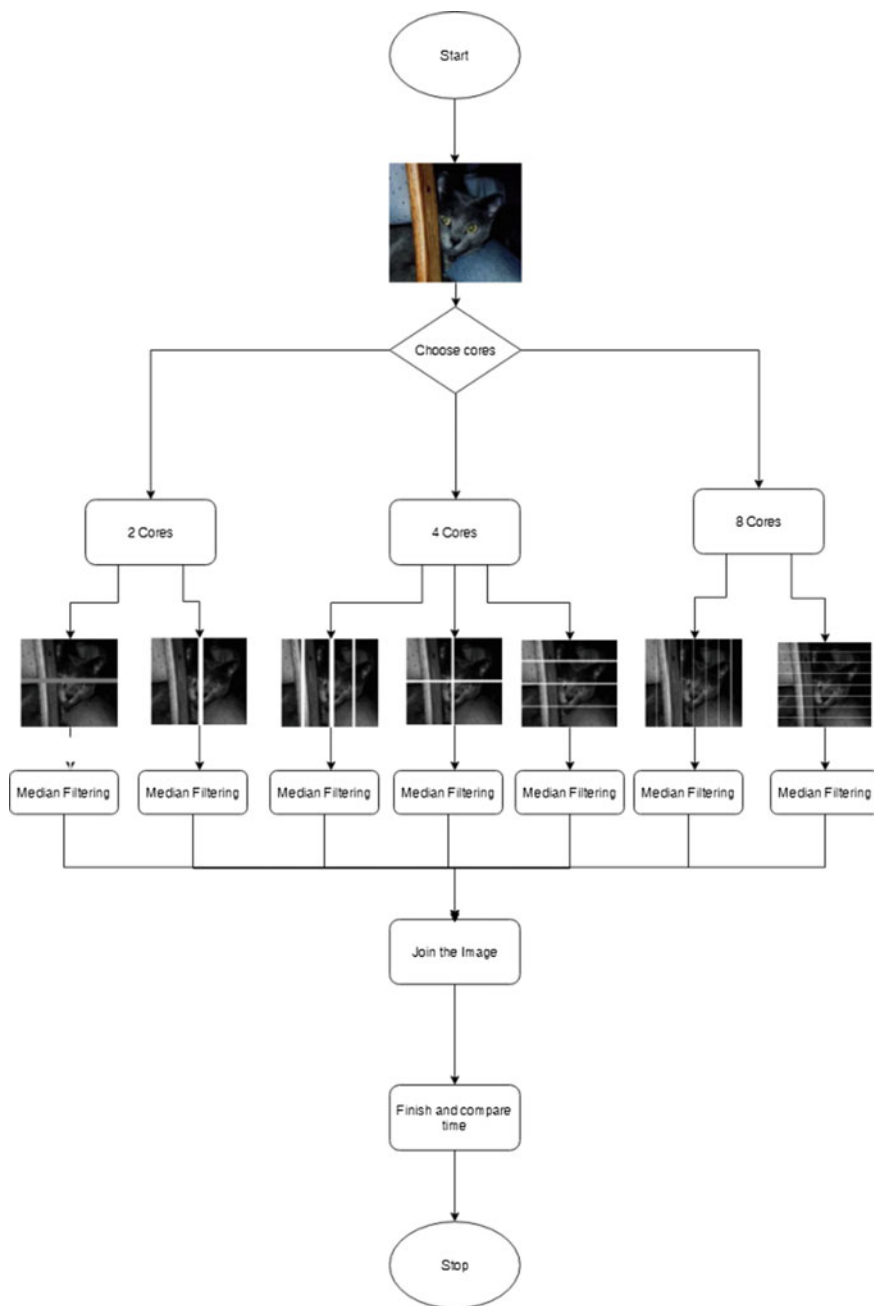 Start
Choose cores
2 Cores
4 Cores
8 Cores
Median Filtering
Median Filtering
Median Filtering
Median Filtering
Median Filtering
Median Filtering
Median Filtering
Join the Image
Finish and compare
time
Stop